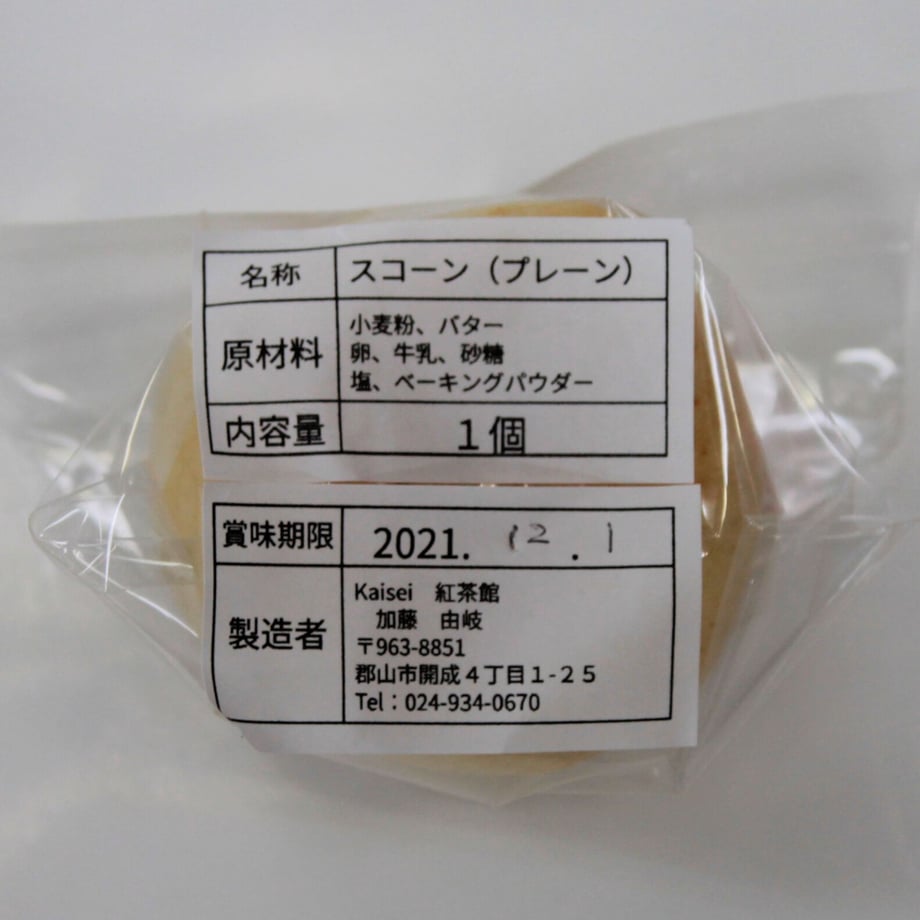 名称 スコーン（プレーン）
原材料 小麦粉、バター
卵、牛乳、砂糖
塩、ベーキングパウダー
内容量 １個
賞味期限 2021. 12 . 1
製造者 Kaisei　紅茶館
加藤　由岐
〒963-8851
郡山市開成４丁目１-２５
Tel：024-934-0670